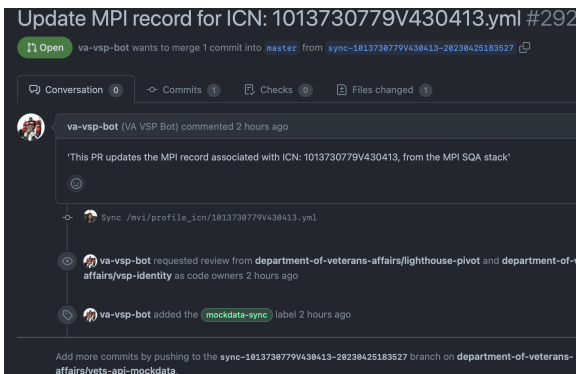 Update MPI record for ICN: 1013730779V430413.yml #292
Open va-vsp-bot wants to merge 1 commit into master from sync-1013730779V430413-20230425183527
Conversation 0 Commits 1 Checks 0 Files changed 1
va-vsp-bot (VA VSP Bot) commented 2 hours ago
'This PR updates the MPI record associated with ICN: 1013730779V430413, from the MPI SQA stack'
Sync /mvi/profile_icn/1013730779V430413.yml
va-vsp-bot requested review from department-of-veterans-affairs/lighthouse-pivot and department-of-v
affairs/vsp-identity as code owners 2 hours ago
va-vsp-bot added the mockdata-sync label 2 hours ago
Add more commits by pushing to the sync-1013730779V430413-20230425183527 branch on department-of-veterans-
affairs/vets-api-mockdata.